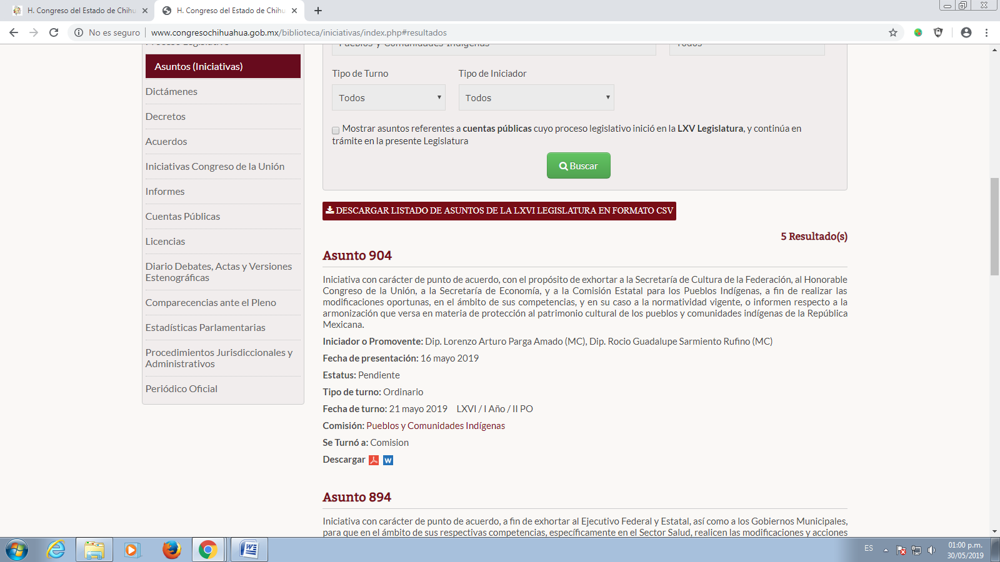 H. Congreso del Estado de Chihu
H. Congreso del Estado de Chihu
No es seguro
www.congresochihuahua.gob.mx/biblioteca/iniciativas/index.php#resultados
Proceso Legislativo
Asuntos (Iniciativas)
Dictámenes
Decretos
Acuerdos
Iniciativas Congreso de la Unión
Informes
Cuentas Públicas
Licencias
Diario Debates, Actas y Versiones
Estenográficas
Comparecencias ante el Pleno
Estadísticas Parlamentarias
Procedimientos Jurisdiccionales y
Administrativos
Periódico Oficial
Pueblos y Comunidades Indígenas
Todos
Tipo de Turno
Tipo de Iniciador
Todos
Todos
Mostrar asuntos referentes a cuentas públicas cuyo proceso legislativo inició en la LXV Legislatura, y continúa en
trámite en la presente Legislatura
Buscar
DESCARGAR LISTADO DE ASUNTOS DE LA LXVI LEGISLATURA EN FORMATO CSV
5 Resultado(s)
Asunto 904
Iniciativa con carácter de punto de acuerdo, con el propósito de exhortar a la Secretaría de Cultura de la Federación, al Honorable
Congreso de la Unión, a la Secretaría de Economía, y a la Comisión Estatal para los Pueblos Indígenas, a fin de realizar las
modificaciones oportunas, en el ámbito de sus competencias, y en su caso a la normatividad vigente, o informen respecto a la
armonización que versa en materia de protección al patrimonio cultural de los pueblos y comunidades indígenas de la República
Mexicana.
Iniciador o Promovente: Dip. Lorenzo Arturo Parga Amado (MC), Dip. Rocio Guadalupe Sarmiento Rufino (MC)
Fecha de presentación: 16 mayo 2019
Estatus: Pendiente
Tipo de turno: Ordinario
Fecha de turno: 21 mayo 2019 LXVI / I Año / II PO
Comisión: Pueblos y Comunidades Indígenas
Se Turnó a: Comision
Descargar
Asunto 894
Iniciativa con carácter de punto de acuerdo, a fin de exhortar al Ejecutivo Federal y Estatal, así como a los Gobiernos Municipales,
para que en el ámbito de sus respectivas competencias, específicamente en el Sector Salud, realicen las modificaciones y acciones
ES
01:00 p.m.
30/05/2019